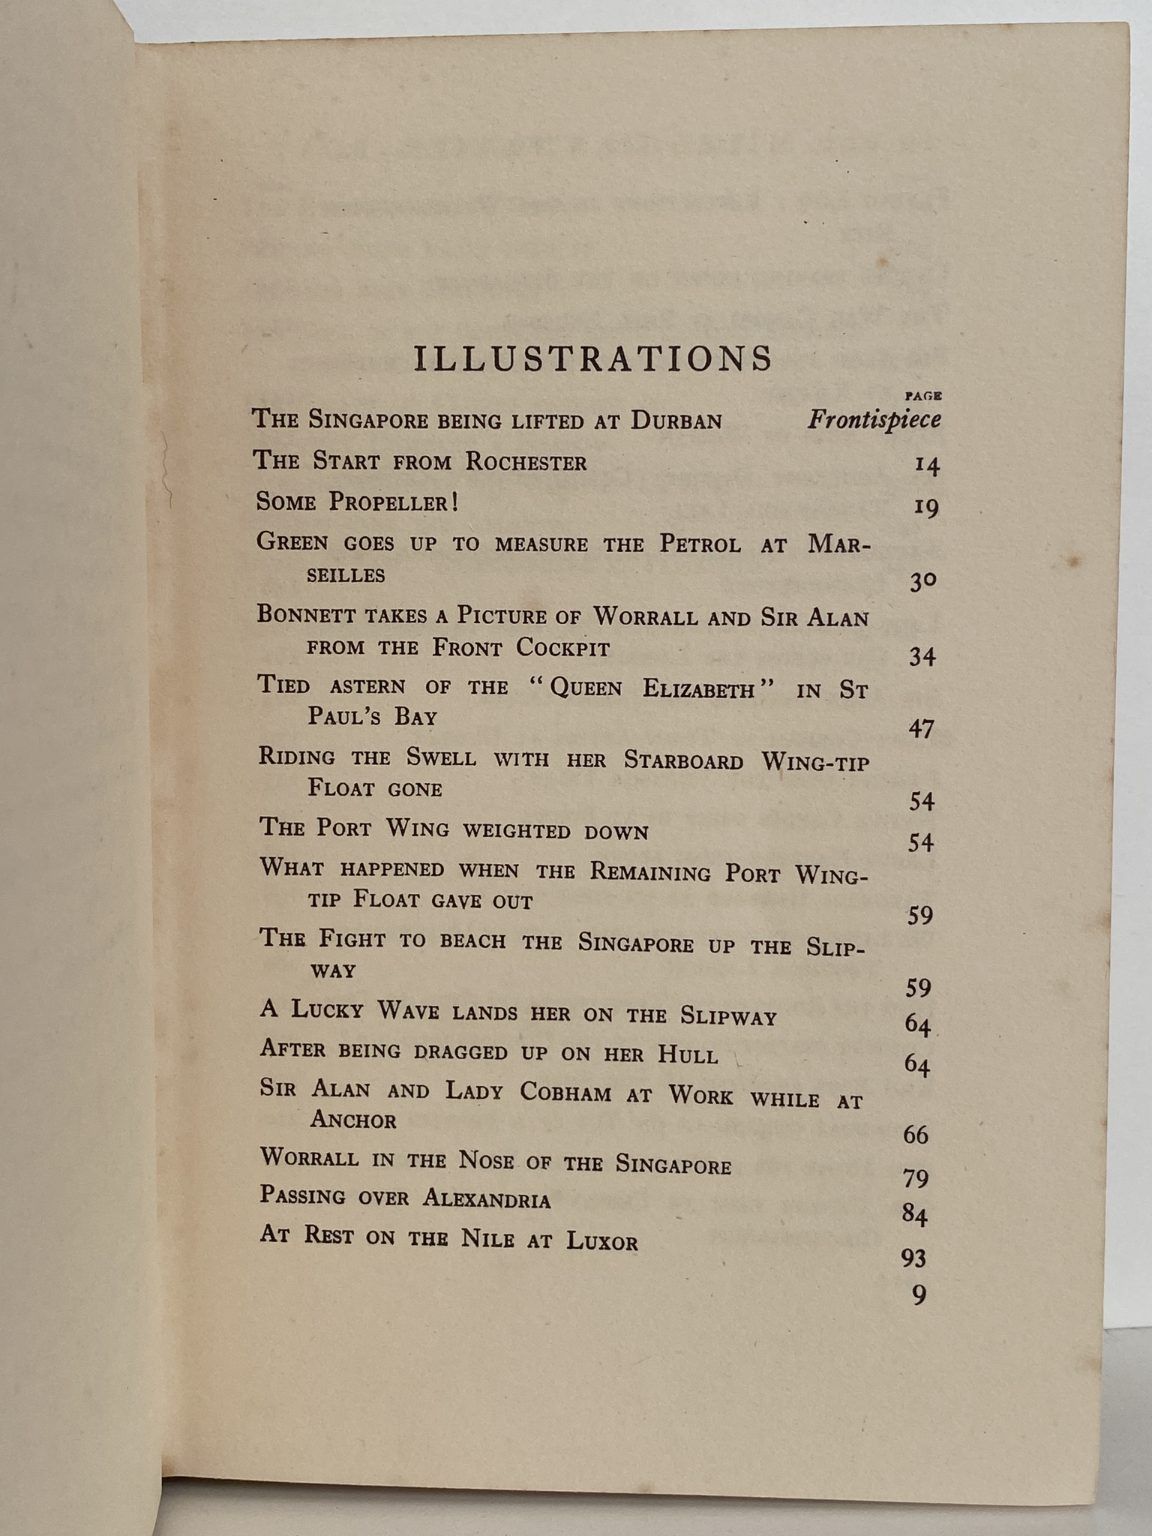 ILLUSTRATIONS
PAGE
The Singapore being lifted at Durban Frontispiece
The Start from Rochester 14
Some Propeller! 19
Green goes up to measure the Petrol at Mar-
seilles 30
Bonnett takes a Picture of Worrall and Sir Alan
from the Front Cockpit 34
Tied astern of the "Queen Elizabeth" in St
Paul's Bay 47
Riding the Swell with her Starboard Wing-tip
Float gone 54
The Port Wing weighted down 54
What happened when the Remaining Port Wing-
tip Float gave out 59
The Fight to beach the Singapore up the Slip-
way 59
A Lucky Wave lands her on the Slipway 64
After being dragged up on her Hull 64
Sir Alan and Lady Cobham at Work while at
Anchor 66
Worrall in the Nose of the Singapore 79
Passing over Alexandria 84
At Rest on the Nile at Luxor 93
9